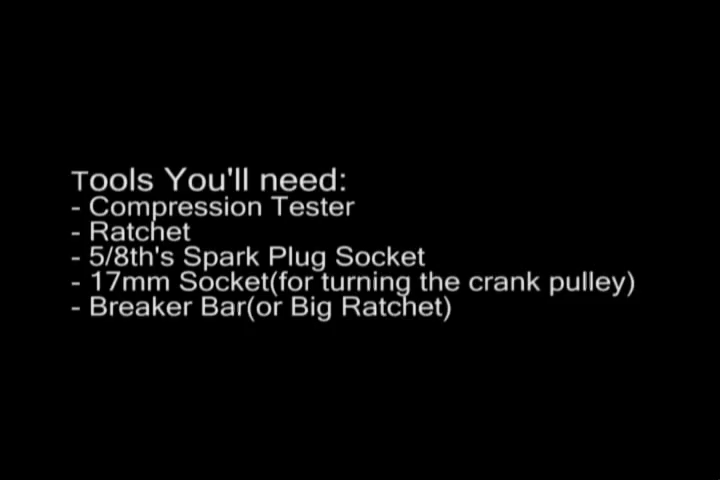 Tools You'll need:
- Compression Tester
- Ratchet
- 5/8th's Spark Plug Socket
- 17mm Socket(for turning the crank pulley)
- Breaker Bar(or Big Ratchet)